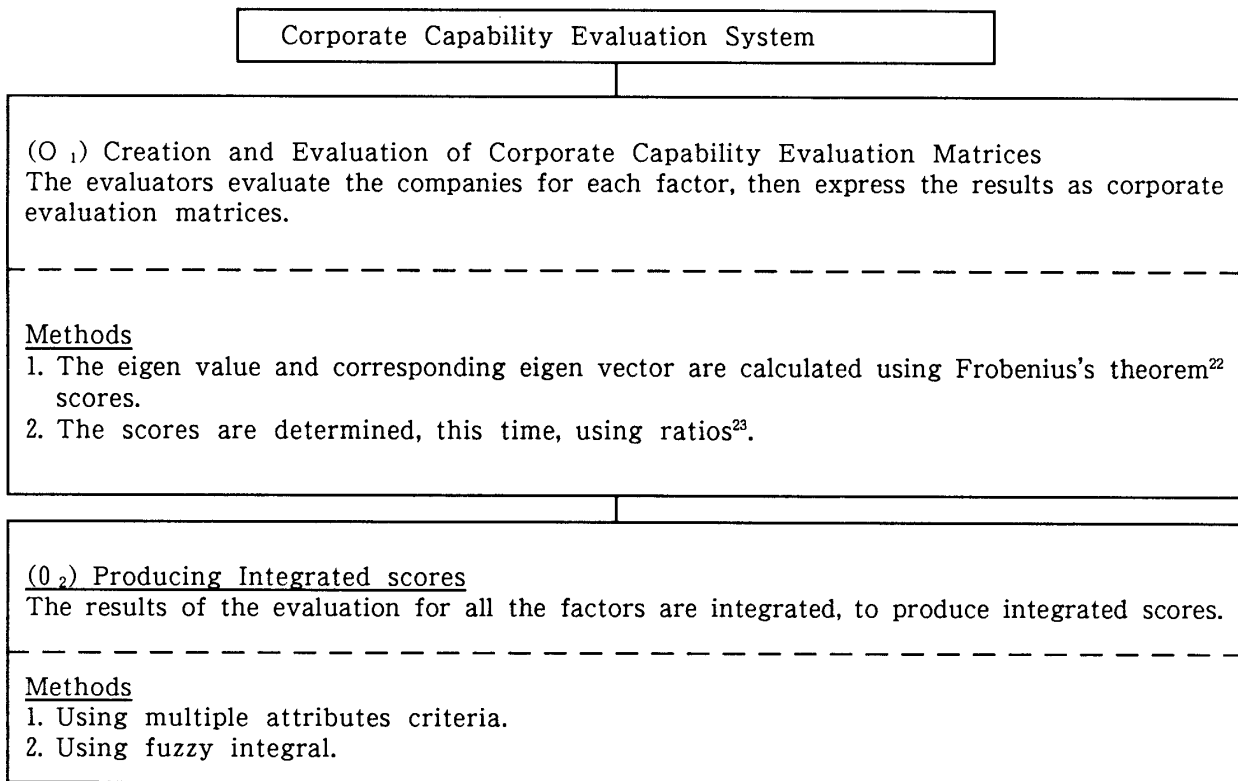 Corporate Capability Evaluation System
(O ₁) Creation and Evaluation of Corporate Capability Evaluation Matrices
The evaluators evaluate the companies for each factor, then express the results as corporate
evaluation matrices.
Methods
1. The eigen value and corresponding eigen vector are calculated using Frobenius's theorem²²
scores.
2. The scores are determined, this time, using ratios²³.
(0 ₂) Producing Integrated scores
The results of the evaluation for all the factors are integrated, to produce integrated scores.
Methods
1. Using multiple attributes criteria.
2. Using fuzzy integral.